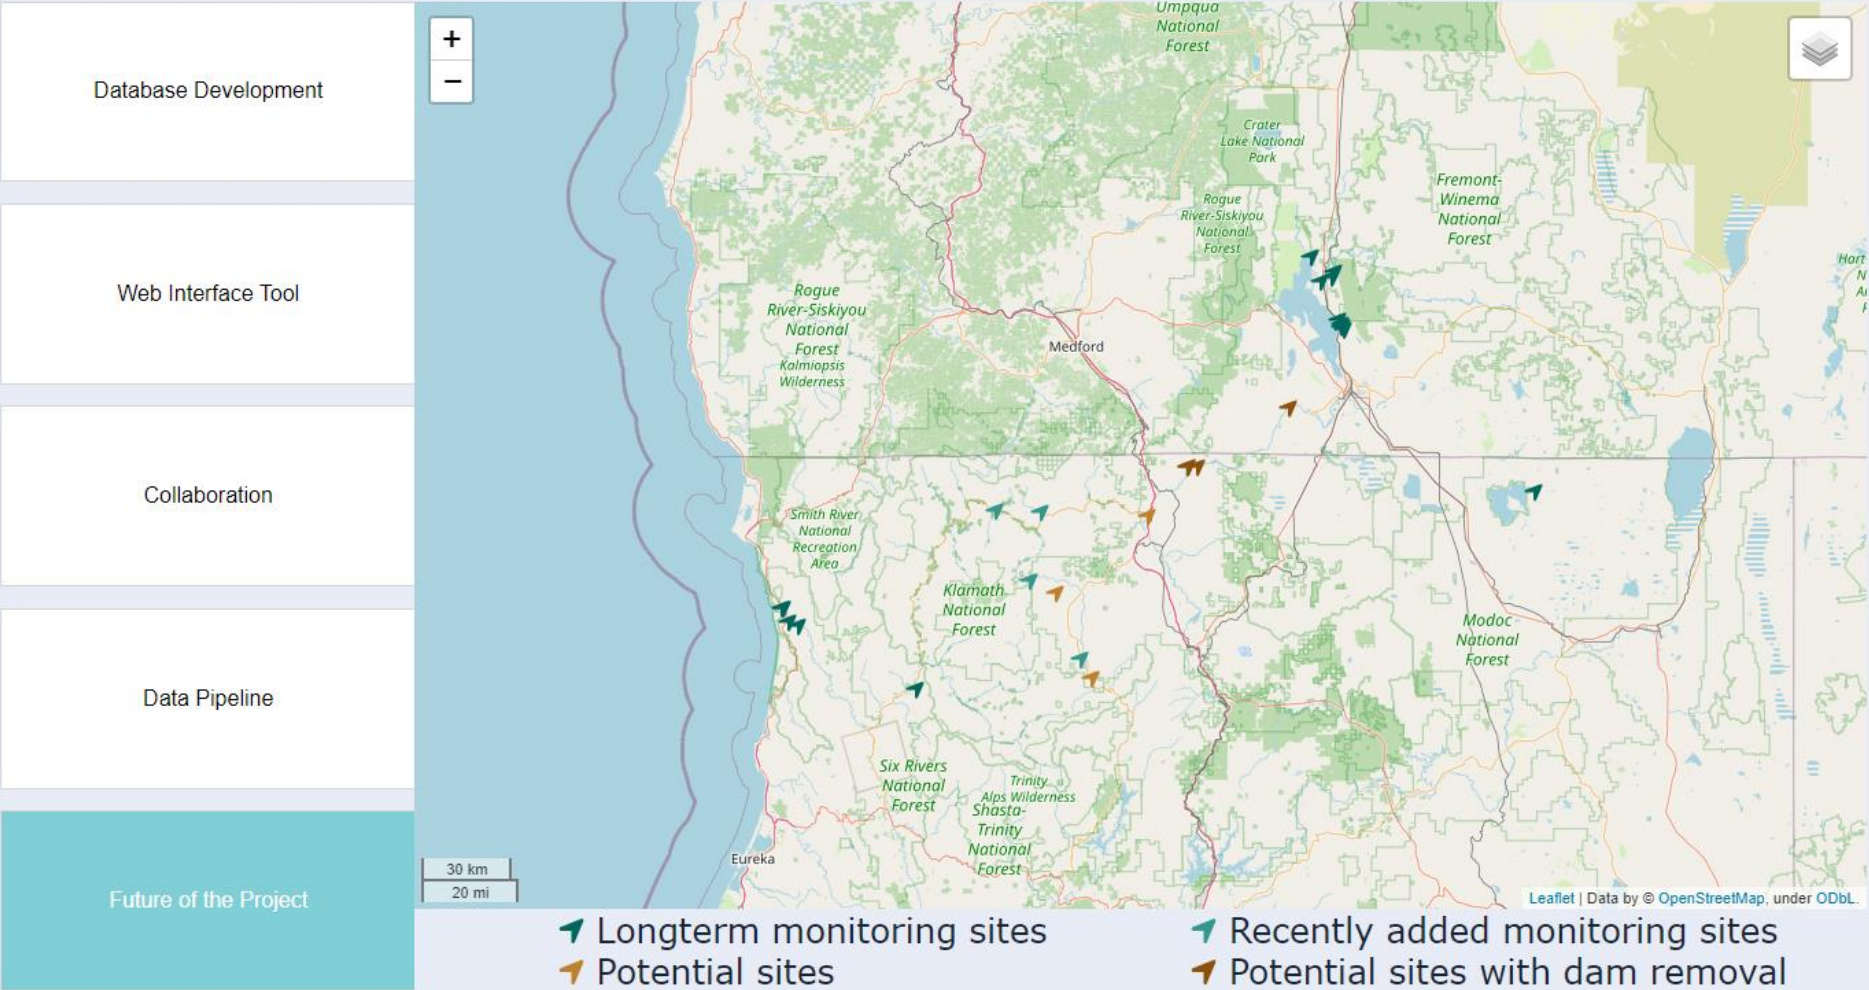 Database Development
Web Interface Tool
Collaboration
Data Pipeline
Future of the Project
+
−
Umpqua
National
Forest
Crater
Lake National
Park
Fremont-
Winema
National
Forest
Rogue
River-Siskiyou
National
Forest
Hart
N
Rogue
River-Siskiyou
National
Forest
Kalmiopsis
Wilderness
Medford
Smith River
National
Recreation
Area
Klamath
National
Forest
Modoc
National
Forest
Six Rivers
National
Forest
Trinity
Alps Wilderness
Shasta-
Trinity
National
Forest
Eureka
30 km
20 mi
Leaflet | Data by © OpenStreetMap, under ODbL.
Longterm monitoring sites
Recently added monitoring sites
Potential sites
Potential sites with dam removal